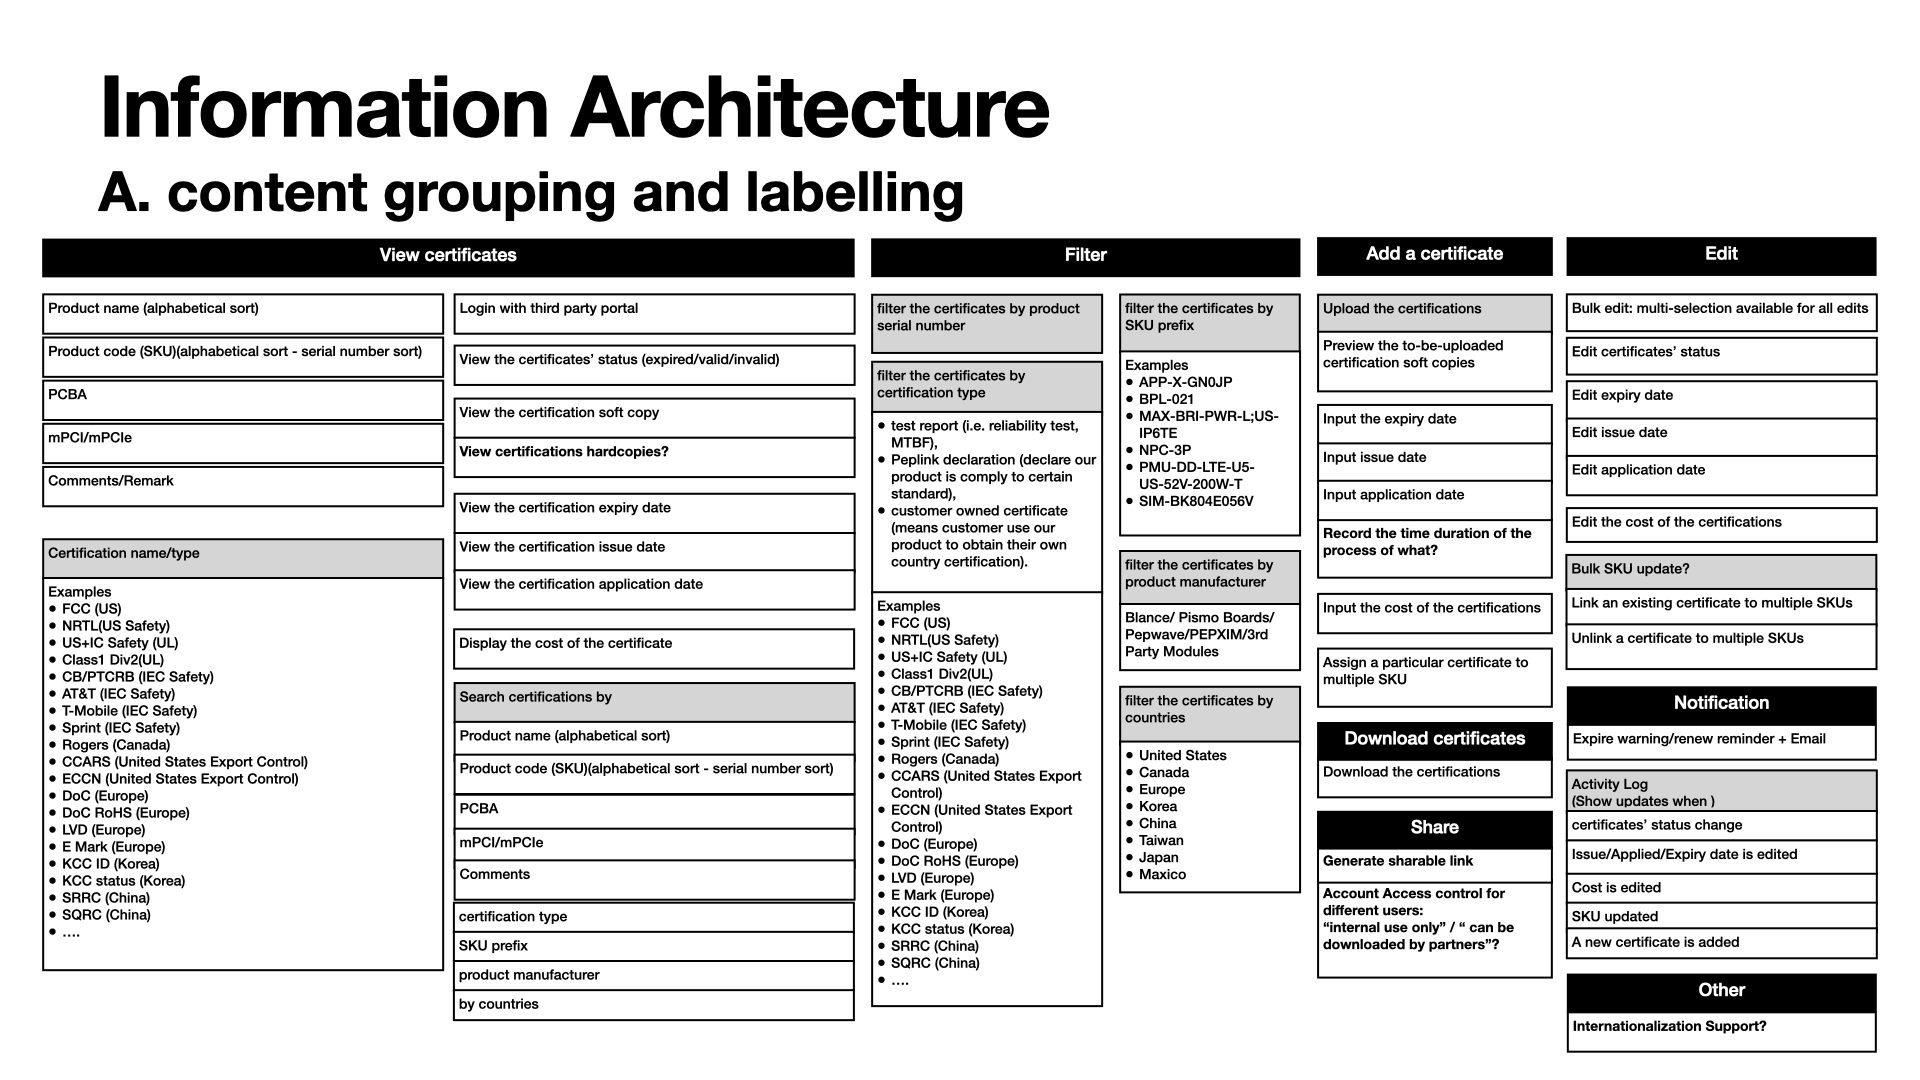 Information Architecture
A. content grouping and labelling
View certificates
Product name (alphabetical sort)
Product code (SKU)(alphabetical sort - serial number sort)
PCBA
mPCI/mPCIe
Comments/Remark
Certification name/type
Examples
• FCC (US)
• NRTL(US Safety)
• US+IC Safety (UL)
• Class1 Div2(UL)
• CB/PTCRB (IEC Safety)
• AT&T (IEC Safety)
• T-Mobile (IEC Safety)
• Sprint (IEC Safety)
• Rogers (Canada)
• CCARS (United States Export Control)
• ECCN (United States Export Control)
• DoC (Europe)
• DoC RoHS (Europe)
• LVD (Europe)
• E Mark (Europe)
• KCC ID (Korea)
• KCC status (Korea)
• SRRC (China)
• SQRC (China)
• ....
Login with third party portal
View the certificates’ status (expired/valid/invalid)
View the certification soft copy
View certifications hardcopies?
View the certification expiry date
View the certification issue date
View the certification application date
Display the cost of the certificate
Search certifications by
Product name (alphabetical sort)
Product code (SKU)(alphabetical sort - serial number sort)
PCBA
mPCI/mPCIe
Comments
certification type
SKU prefix
product manufacturer
by countries
Filter
filter the certificates by product
serial number
filter the certificates by
certification type
• test report (i.e. reliability test,
MTBF),
• Peplink declaration (declare our
product is comply to certain
standard),
• customer owned certificate
(means customer use our
product to obtain their own
country certification).
Examples
• FCC (US)
• NRTL(US Safety)
• US+IC Safety (UL)
• Class1 Div2(UL)
• CB/PTCRB (IEC Safety)
• AT&T (IEC Safety)
• T-Mobile (IEC Safety)
• Sprint (IEC Safety)
• Rogers (Canada)
• CCARS (United States Export
Control)
• ECCN (United States Export
Control)
• DoC (Europe)
• DoC RoHS (Europe)
• LVD (Europe)
• E Mark (Europe)
• KCC ID (Korea)
• KCC status (Korea)
• SRRC (China)
• SQRC (China)
• ....
filter the certificates by
SKU prefix
Examples
• APP-X-GN0JP
• BPL-021
• MAX-BRI-PWR-L;US-
IP6TE
• NPC-3P
• PMU-DD-LTE-U5-
US-52V-200W-T
• SIM-BK804E056V
filter the certificates by
product manufacturer
Blance/ Pismo Boards/
Pepwave/PEPXIM/3rd
Party Modules
filter the certificates by
countries
• United States
• Canada
• Europe
• Korea
• China
• Taiwan
• Japan
• Maxico
Add a certificate
Upload the certifications
Preview the to-be-uploaded
certification soft copies
Input the expiry date
Input issue date
Input application date
Record the time duration of the
process of what?
Input the cost of the certifications
Assign a particular certificate to
multiple SKU
Download certificates
Download the certifications
Share
Generate sharable link
Account Access control for
different users:
“internal use only” / “ can be
downloaded by partners”?
Edit
Bulk edit: multi-selection available for all edits
Edit certificates’ status
Edit expiry date
Edit issue date
Edit application date
Edit the cost of the certifications
Bulk SKU update?
Link an existing certificate to multiple SKUs
Unlink a certificate to multiple SKUs
Notification
Expire warning/renew reminder + Email
Activity Log
(Show updates when )
certificates’ status change
Issue/Applied/Expiry date is edited
Cost is edited
SKU updated
A new certificate is added
Other
Internationalization Support?